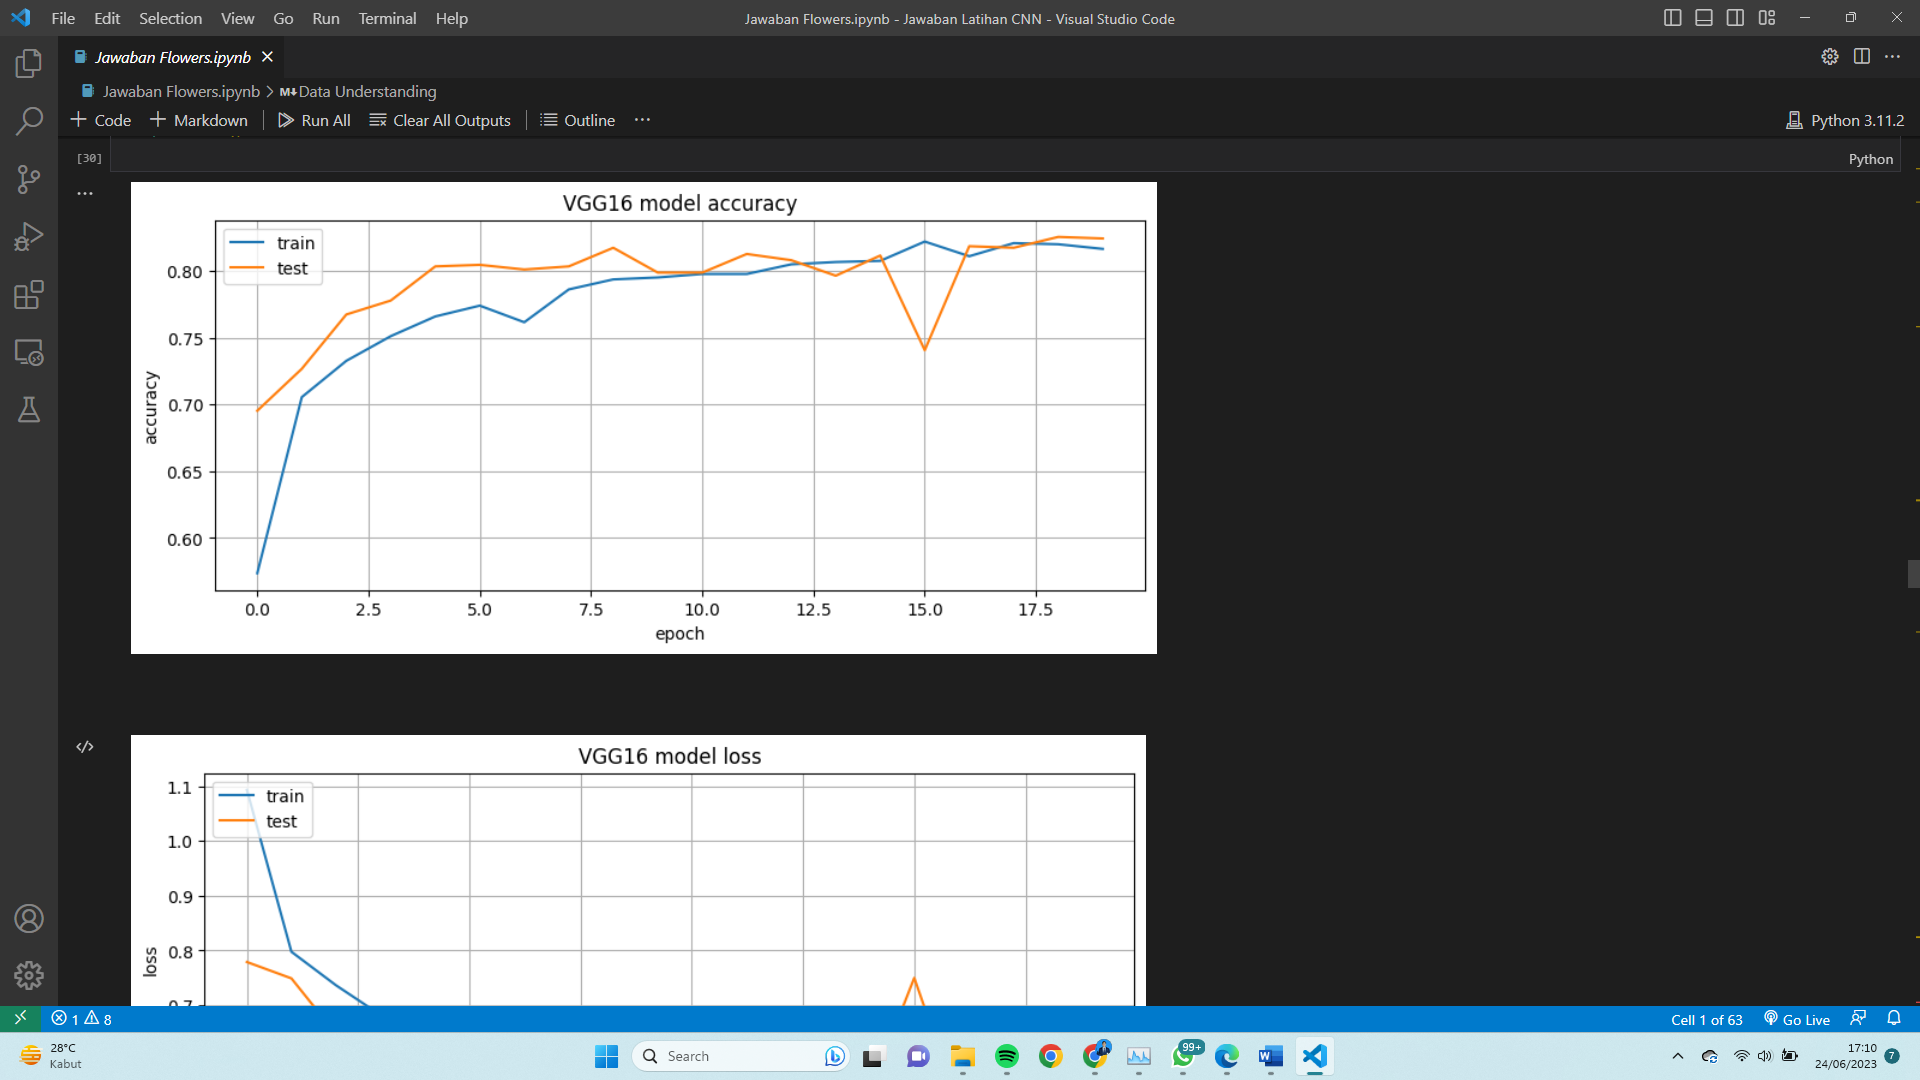 File Edit Selection View Go Run Terminal Help
Jawaban Flowers.ipynb - Jawaban Latihan CNN - Visual Studio Code
Jawaban Flowers.ipynb
Jawaban Flowers.ipynb > M↓ Data Understanding
+ Code + Markdown Run All Clear All Outputs Outline ...
Python 3.11.2
[30]
Python
...
VGG16 model accuracy
train
test
0.80
0.75
0.70
0.65
0.60
accuracy
0.0 2.5 5.0 7.5 10.0 12.5 15.0 17.5
epoch
VGG16 model loss
train
test
1.1
1.0
0.9
0.8
0.7
loss
1 8
Cell 1 of 63 Go Live
28°C
Kabut
Search
99+
17:10
24/06/2023
7